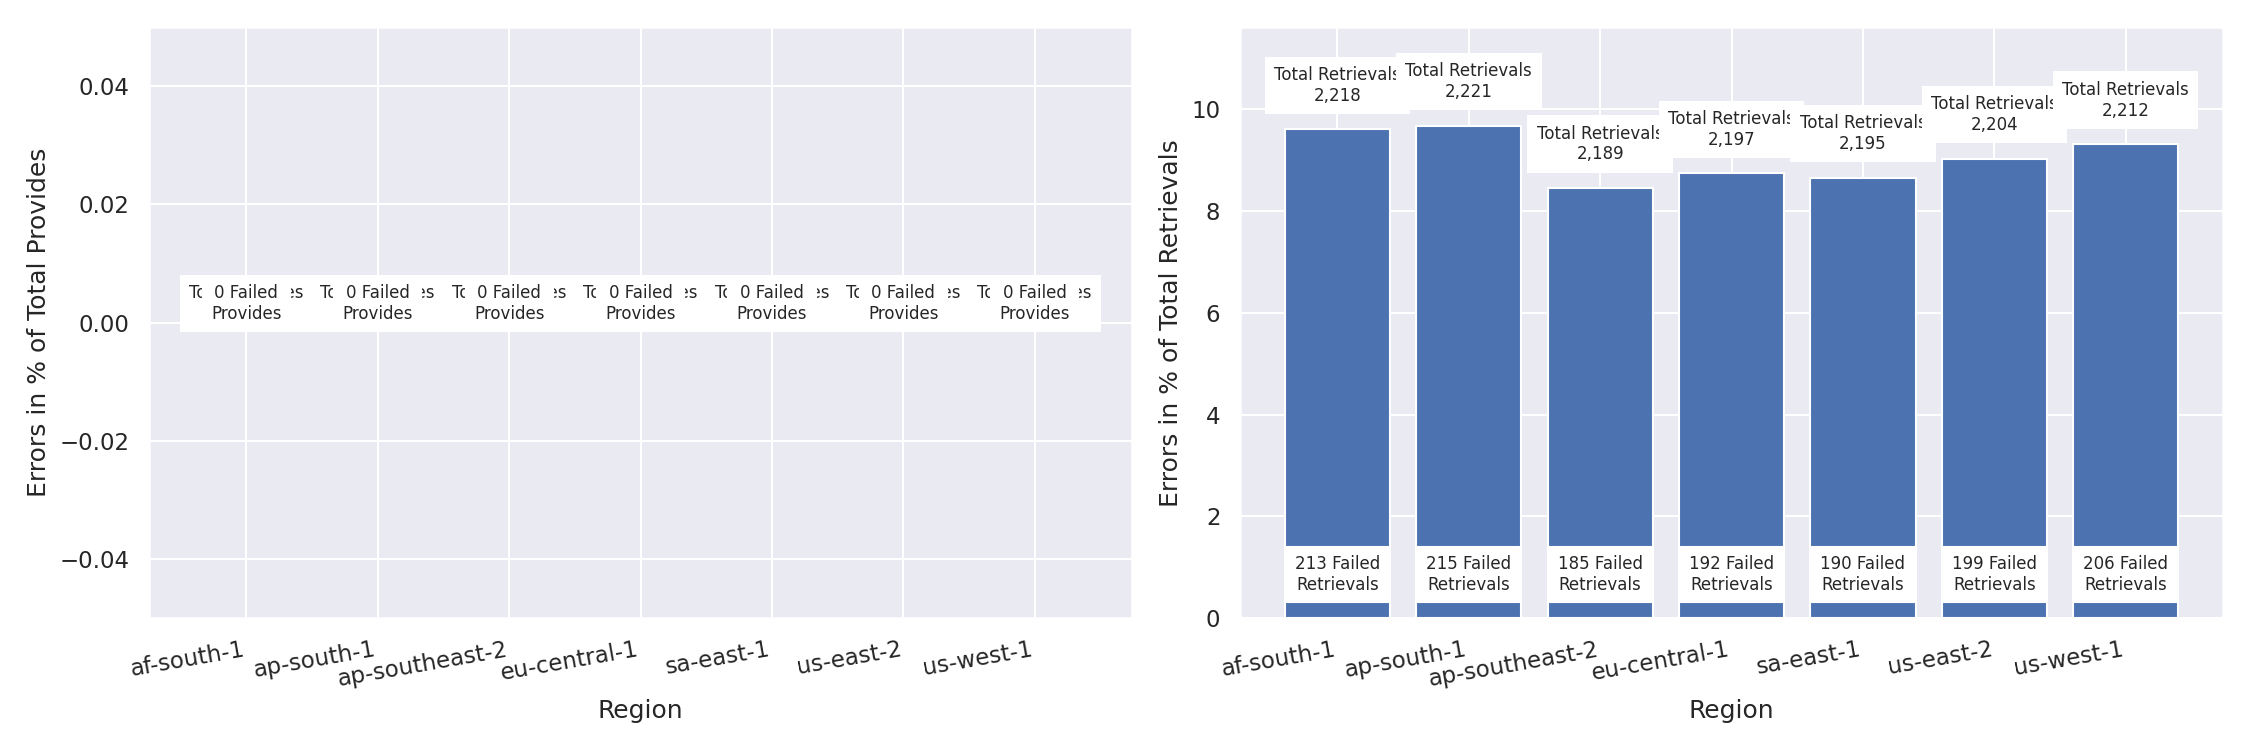 Errors in % of Total Provides
0.04
0.02
0.00
−0.02
−0.04
0 Failed
Provides
0 Failed
Provides
0 Failed
Provides
0 Failed
Provides
0 Failed
Provides
0 Failed
Provides
0 Failed
Provides
af-south-1
ap-south-1
ap-southeast-2
eu-central-1
sa-east-1
us-east-2
us-west-1
Region
Errors in % of Total Retrievals
10
8
6
4
2
0
Total Retrievals
2,218
Total Retrievals
2,221
Total Retrievals
2,189
Total Retrievals
2,197
Total Retrievals
2,195
Total Retrievals
2,204
Total Retrievals
2,212
213 Failed
Retrievals
215 Failed
Retrievals
185 Failed
Retrievals
192 Failed
Retrievals
190 Failed
Retrievals
199 Failed
Retrievals
206 Failed
Retrievals
af-south-1
ap-south-1
ap-southeast-2
eu-central-1
sa-east-1
us-east-2
us-west-1
Region